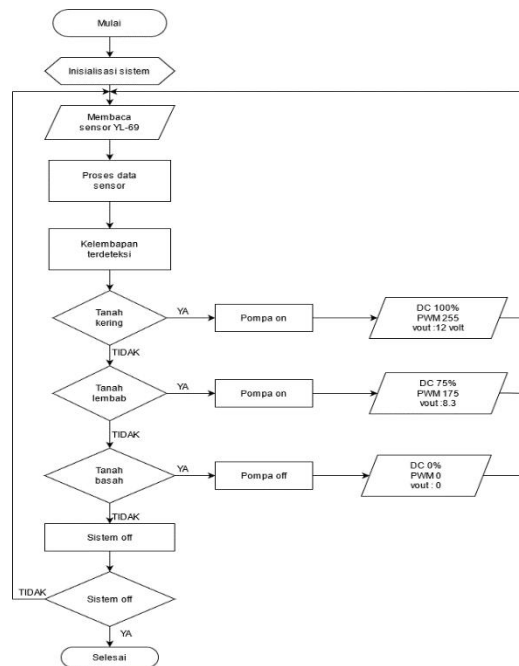 Mulai
Inisialisasi sistem
Membaca
sensor YL-69
Proses data
sensor
Kelembapan
terdeteksi
Tanah
kering
YA
Pompa on
DC 100%
PWM 255
vout :12 volt
TIDAK
Tanah
lembab
YA
Pompa on
DC 75%
PWM 175
vout :8.3
TIDAK
Tanah
basah
YA
Pompa off
DC 0%
PWM 0
vout : 0
TIDAK
Sistem off
TIDAK
Sistem off
YA
Selesai